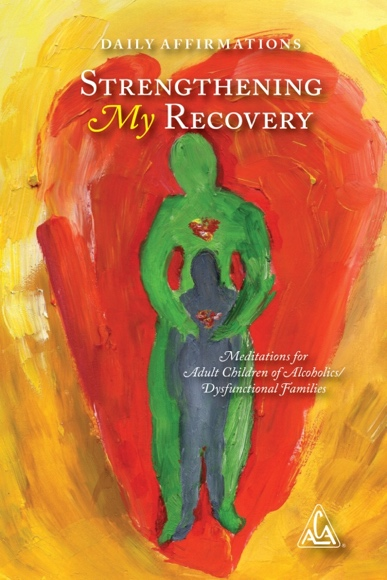 DAILY AFFIRMATIONS
STRENGTHENING
My RECOVERY
Meditations for
Adult Children of Alcoholics/
Dysfunctional Families
ACA
®